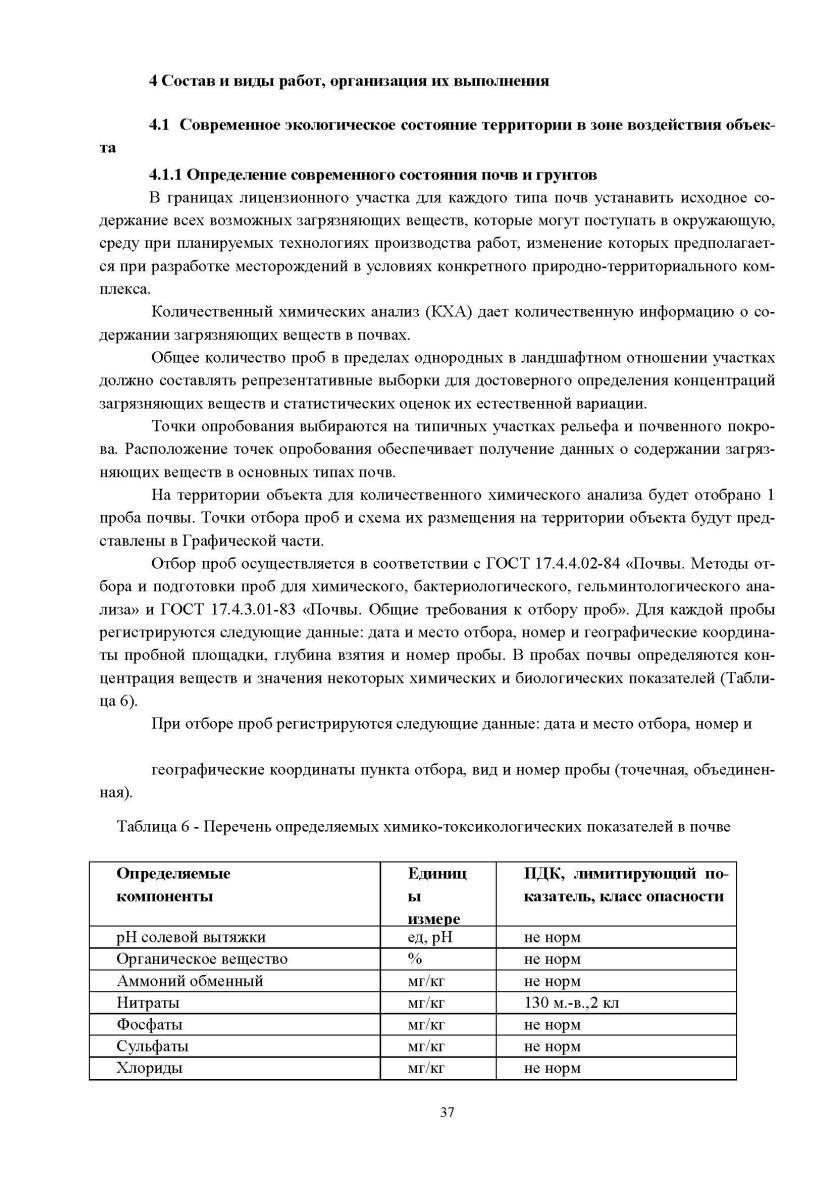 4 Состав и виды работ, организация их выполнения
4.1 Современное экологическое состояние территории в зоне воздействия объек-
та
4.1.1 Определение современного состояния почв и грунтов
В границах лицензионного участка для каждого типа почв устанавить исходное со-
держание всех возможных загрязняющих веществ, которые могут поступать в окружающую,
среду при планируемых технологиях производства работ, изменение которых предполагает-
ся при разработке месторождений в условиях конкретного природно-территориального ком-
плекса.
Количественный химических анализ (КХА) дает количественную информацию о со-
держании загрязняющих веществ в почвах.
Общее количество проб в пределах однородных в ландшафтном отношении участках
должно составлять репрезентативные выборки для достоверного определения концентраций
загрязняющих веществ и статистических оценок их естественной вариации.
Точки опробования выбираются на типичных участках рельефа и почвенного покро-
ва. Расположение точек опробования обеспечивает получение данных о содержании загряз-
няющих веществ в основных типах почв.
На территории объекта для количественного химического анализа будет отобрано 1
проба почвы. Точки отбора проб и схема их размещения на территории объекта будут пред-
ставлены в Графической части.
Отбор проб осуществляется в соответствии с ГОСТ 17.4.4.02-84 «Почвы. Методы от-
бора и подготовки проб для химического, бактериологического, гельминтологического ана-
лиза» и ГОСТ 17.4.3.01-83 «Почвы. Общие требования к отбору проб». Для каждой пробы
регистрируются следующие данные: дата и место отбора, номер и географические координа-
ты пробной площадки, глубина взятия и номер пробы. В пробах почвы определяются кон-
центрация веществ и значения некоторых химических и биологических показателей (Табли-
ца 6).
При отборе проб регистрируются следующие данные: дата и место отбора, номер и
географические координаты пункта отбора, вид и номер пробы (точечная, объединен-
ная).
Таблица 6 - Перечень определяемых химико-токсикологических показателей в почве
Определяемые Единиц ПДК, лимитирующий по-
компоненты ы казатель, класс опасности
измере
pH солевой вытяжки ед, pH не норм
Органическое вещество % не норм
Аммоний обменный мг/кг не норм
Нитраты мг/кг 130 м.-в.,2 кл
Фосфаты мг/кг не норм
Сульфаты мг/кг не норм
Хлориды мг/кг не норм
37